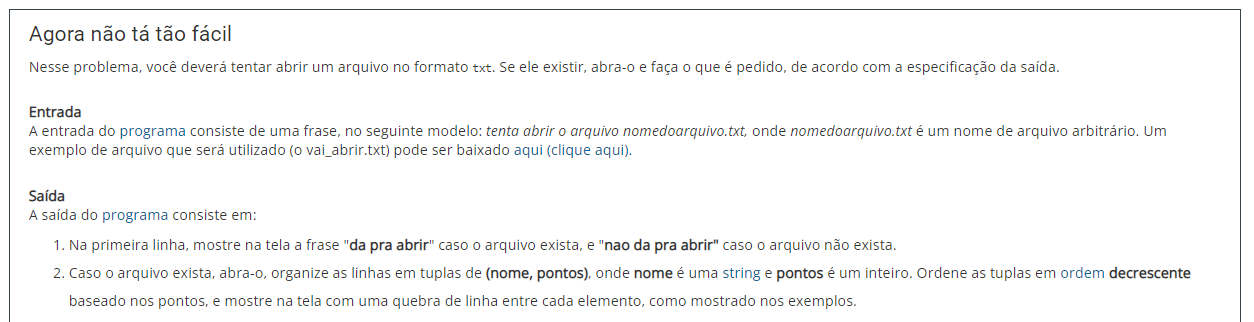 Agora não tá tão fácil
Nesse problema, você deverá tentar abrir um arquivo no formato txt. Se ele existir, abra-o e faça o que é pedido, de acordo com a especificação da saída.
Entrada
A entrada do programa consiste de uma frase, no seguinte modelo: tenta abrir o arquivo nomedoarquivo.txt, onde nomedoarquivo.txt é um nome de arquivo arbitrário. Um
exemplo de arquivo que será utilizado (o vai_abrir.txt) pode ser baixado aqui (clique aqui).
Saída
A saída do programa consiste em:
1. Na primeira linha, mostre na tela a frase "da pra abrir" caso o arquivo exista, e "nao da pra abrir" caso o arquivo não exista.
2. Caso o arquivo exista, abra-o, organize as linhas em tuplas de (nome, pontos), onde nome é uma string e pontos é um inteiro. Ordene as tuplas em ordem decrescente
baseado nos pontos, e mostre na tela com uma quebra de linha entre cada elemento, como mostrado nos exemplos.